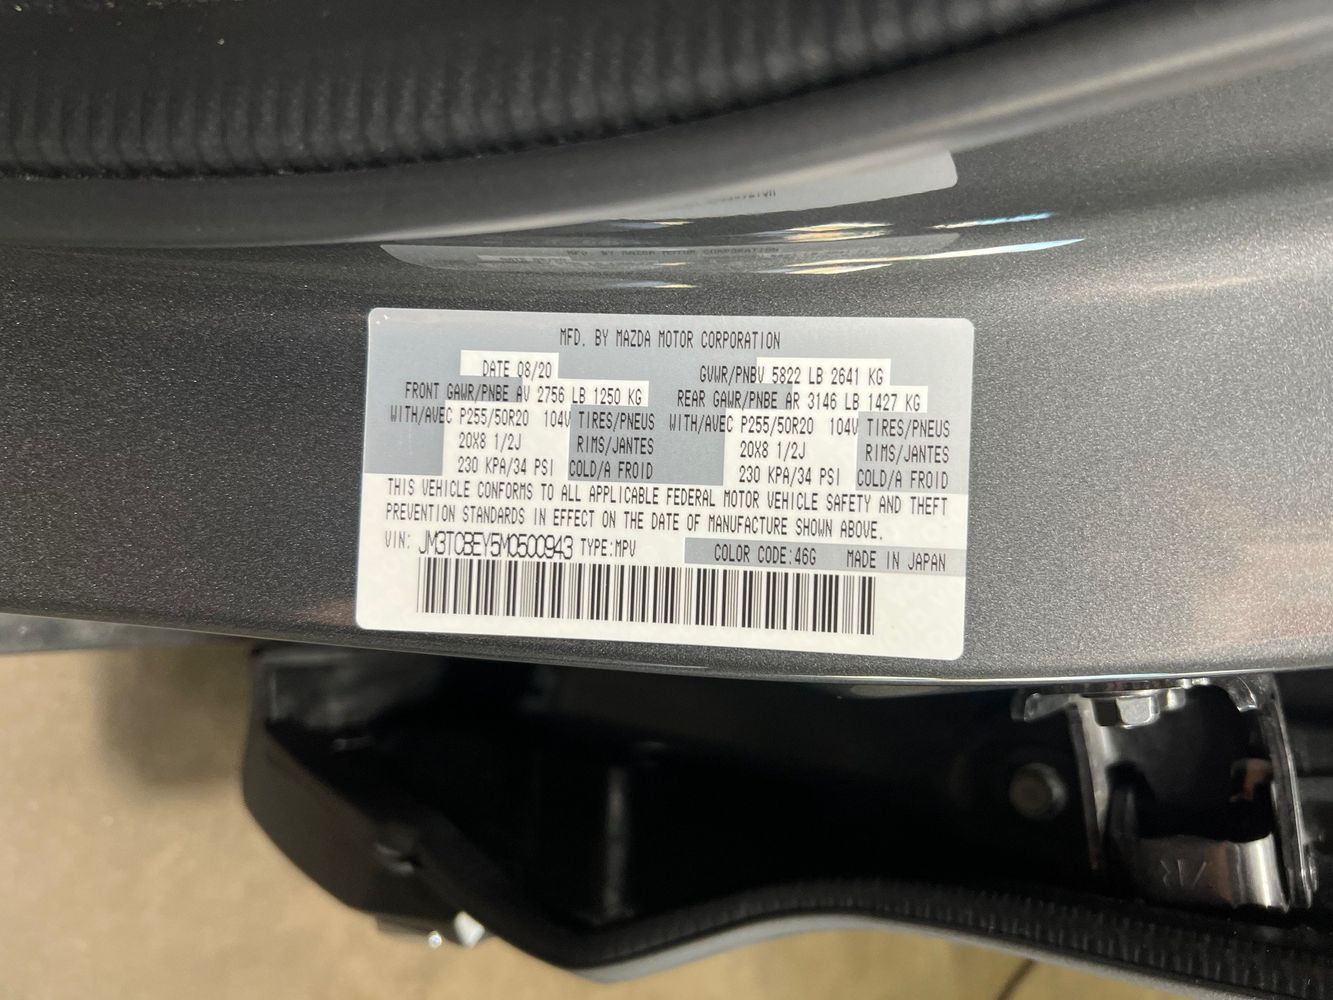 MFD. BY MAZDA MOTOR CORPORATION
DATE 08/20 GVWR/PNBV 5822 LB 2641 KG
FRONT GAWR/PNBE AV 2756 LB 1250 KG REAR GAWR/PNBE AR 3146 LB 1427 KG
WITH/AVEC P255/50R20 104V TIRES/PNEUS WITH/AVEC P255/50R20 104V TIRES/PNEUS
20X8 1/2J RIMS/JANTES 20X8 1/2J RIMS/JANTES
230 KPA/34 PSI COLD/A FROID 230 KPA/34 PSI COLD/A FROID
THIS VEHICLE CONFORMS TO ALL APPLICABLE FEDERAL MOTOR VEHICLE SAFETY AND THEFT
PREVENTION STANDARDS IN EFFECT ON THE DATE OF MANUFACTURE SHOWN ABOVE.
VIN: JM3TCBEY5M0500943 TYPE:MPV COLOR CODE:46G MADE IN JAPAN